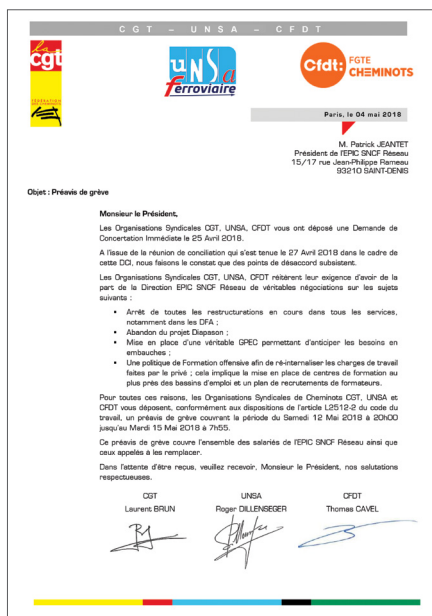 CGT – UNSA – CFDT
la
cgt
UNSa
ferroviaire
Cfdt:
FGTE
CHEMINOTS
Paris, le 04 mai 2018
M. Patrick JEANTET
Président de l'EPIC SNCF Réseau
15/17 rue Jean-Philippe Rameau
93210 SAINT-DENIS
Objet : Préavis de grève
Monsieur le Président,
Les Organisations Syndicales CGT, UNSA, CFDT vous ont déposé une Demande de
Concertation Immédiate le 25 Avril 2018.
A l'issue de la réunion de conciliation qui s'est tenue le 27 Avril 2018 dans le cadre de
cette DCI, nous faisons le constat que des points de désaccord subsistent.
Les Organisations Syndicales CGT, UNSA, CFDT réitèrent leur exigence d'avoir de la
part de la Direction EPIC SNCF Réseau de véritables négociations sur les sujets
suivants :
• Arrêt de toutes les restructurations en cours dans tous les services,
notamment dans les DFA ;
• Abandon du projet Diapason ;
• Mise en place d'une véritable GPEC permettant d'anticiper les besoins en
embauches ;
• Une politique de Formation offensive afin de ré-internaliser les charges de travail
faites par le privé ; cela implique la mise en place de centres de formation au
plus près des bassins d'emploi et un plan de recrutements de formateurs.
Pour toutes ces raisons, les Organisations Syndicales de Cheminots CGT, UNSA et
CFDT vous déposent, conformément aux dispositions de l'article L2512-2 du code du
travail, un préavis de grève couvrant la période du Samedi 12 Mai 2018 à 20h00
jusqu'au Mardi 15 Mai 2018 à 7h55.
Ce préavis de grève couvre l'ensemble des salariés de l'EPIC SNCF Réseau ainsi que
ceux appelés à les remplacer.
Dans l'attente d'être reçus, veuillez recevoir, Monsieur le Président, nos salutations
respectueuses.
CGT UNSA CFDT
Laurent BRUN Roger DILLENSEGER Thomas CAVEL